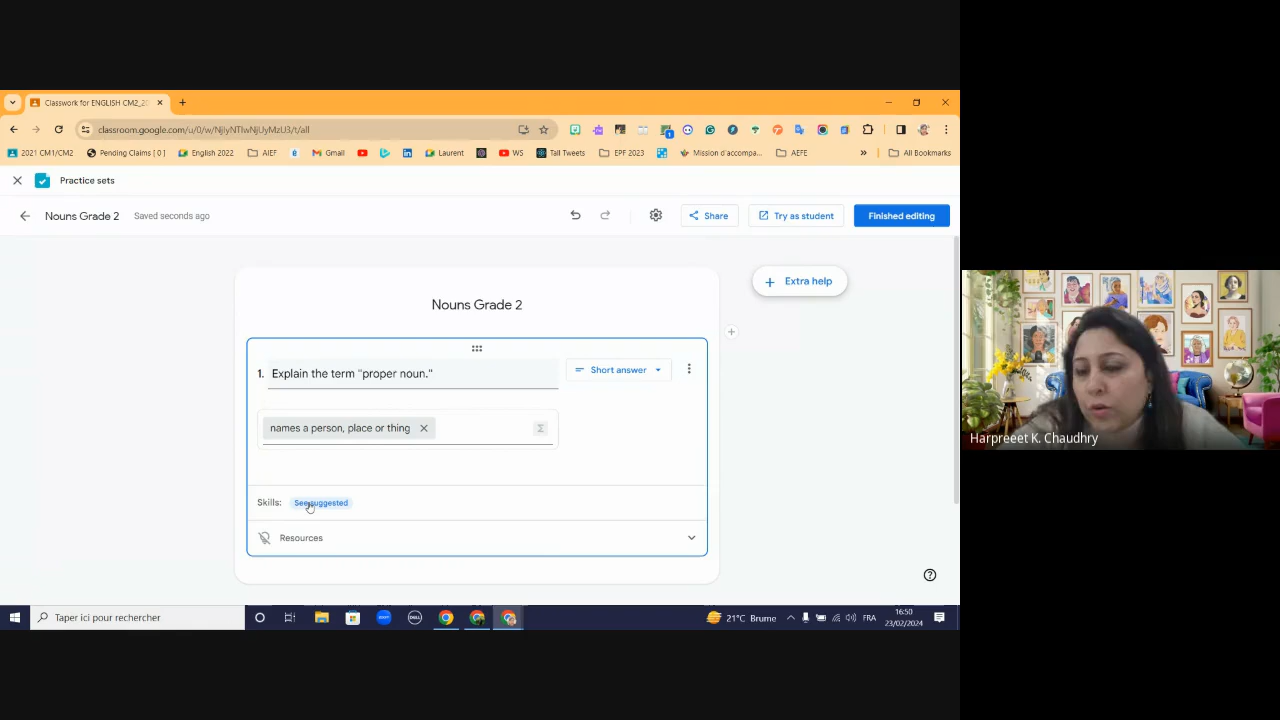 Classwork for ENGLISH CM2_2
classroom.google.com/u/0/w/NjIyNTIwNjUyMzU3/t/all
2021 CM1/CM2
Pending Claims [ 0 ]
English 2022
AIEF
Gmail
Laurent
WS
Tall Tweets
EPF 2023
Mission d'accompa...
AEFE
All Bookmarks
Practice sets
Nouns Grade 2
Saved seconds ago
Share
Try as student
Finished editing
Extra help
Nouns Grade 2
1. Explain the term "proper noun."
Short answer
names a person, place or thing
Skills: See suggested
Resources
Harpreeet K. Chaudhry
Taper ici pour rechercher
DELL
21°C Brume
FRA
16:50
23/02/2024